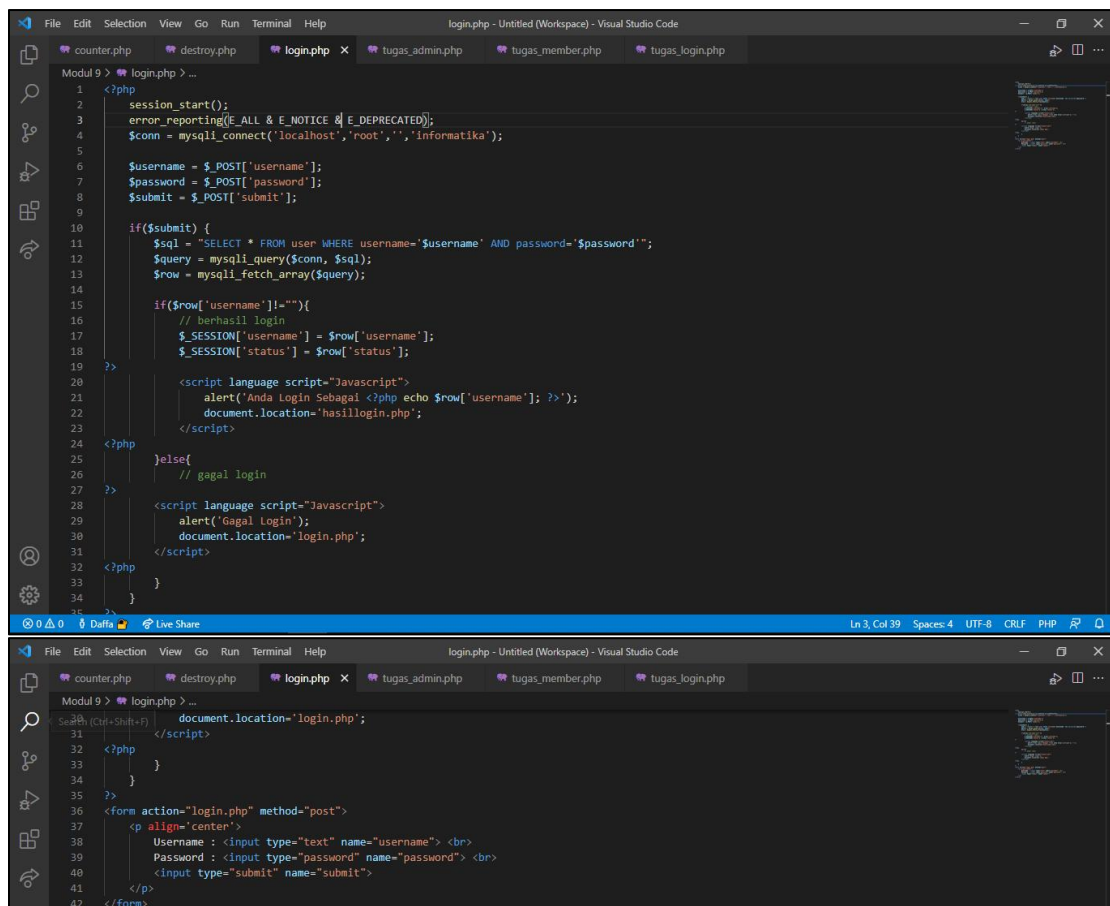 File Edit Selection View Go Run Terminal Help login.php - Untitled (Workspace) - Visual Studio Code
counter.php destroy.php login.php tugas_admin.php tugas_member.php tugas_login.php
Modul 9 > login.php > ...
1 <?php
2 session_start();
3 error_reporting(E_ALL & E_NOTICE & E_DEPRECATED);
4 $conn = mysqli_connect('localhost','root','','informatika');
5
6 $username = $_POST['username'];
7 $password = $_POST['password'];
8 $submit = $_POST['submit'];
9
10 if($submit) {
11 $sql = "SELECT * FROM user WHERE username='$username' AND password='$password'";
12 $query = mysqli_query($conn, $sql);
13 $row = mysqli_fetch_array($query);
14
15 if($row['username']!=""){
16 // berhasil login
17 $_SESSION['username'] = $row['username'];
18 $_SESSION['status'] = $row['status'];
19 ?>
20 <script language script="Javascript">
21 alert('Anda Login Sebagai <?php echo $row['username']; ?>');
22 document.location='hasillogin.php';
23 </script>
24 <?php
25 }else{
26 // gagal login
27 ?>
28 <script language script="Javascript">
29 alert('Gagal Login');
30 document.location='login.php';
31 </script>
32 <?php
33 }
34 }
35 ?>
0 0 Daffa Live Share Ln 3, Col 39 Spaces: 4 UTF-8 CRLF PHP
File Edit Selection View Go Run Terminal Help login.php - Untitled (Workspace) - Visual Studio Code
counter.php destroy.php login.php tugas_admin.php tugas_member.php tugas_login.php
Modul 9 > login.php > ...
Search (Ctrl+Shift+F) document.location='login.php';
31 </script>
32 <?php
33 }
34 }
35 ?>
36 <form action="login.php" method="post">
37 <p align='center'>
38 Username : <input type="text" name="username"> <br>
39 Password : <input type="password" name="password"> <br>
40 <input type="submit" name="submit">
41 </p>
42 </form>